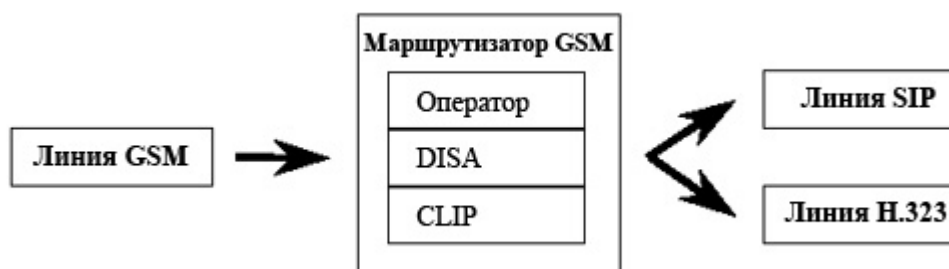 Линия GSM
Маршрутизатор GSM
Оператор
DISA
CLIP
Линия SIP
Линия H.323